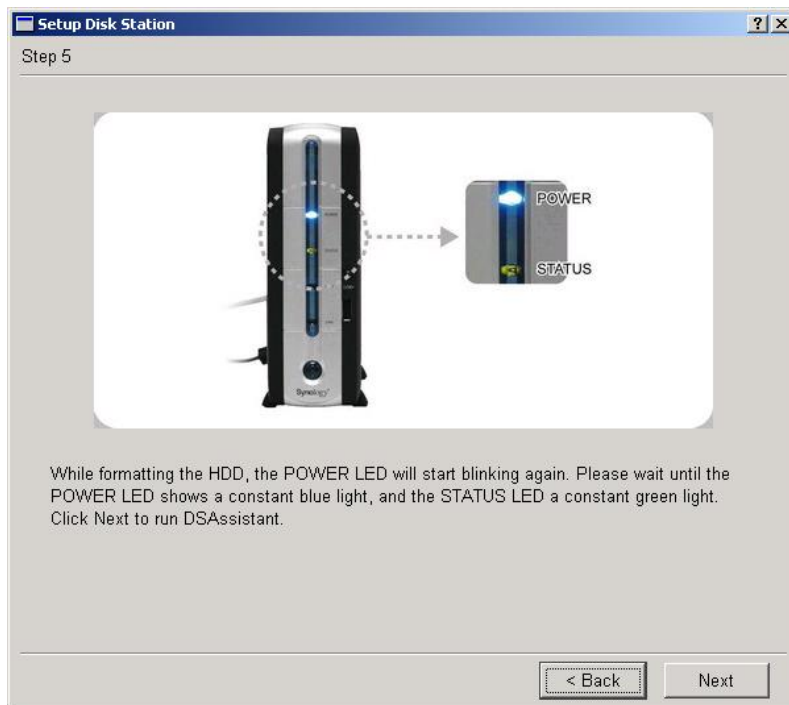 Setup Disk Station
Step 5
POWER
STATUS
Synology
While formatting the HDD, the POWER LED will start blinking again. Please wait until the
POWER LED shows a constant blue light, and the STATUS LED a constant green light.
Click Next to run DSAssistant.
< Back
Next